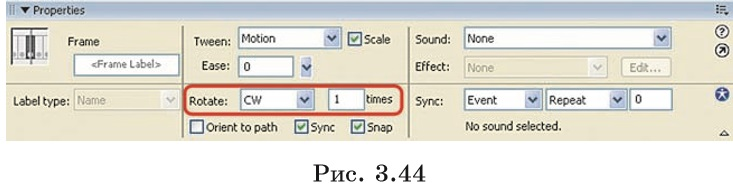 Properties
Frame
<Frame Label>
Label type: Name
Tween: Motion Scale
Ease: 0
Rotate: CW 1 times
Orient to path Sync Snap
Sound: None
Effect: None Edit...
Sync: Event Repeat 0
No sound selected.
Рис. 3.44